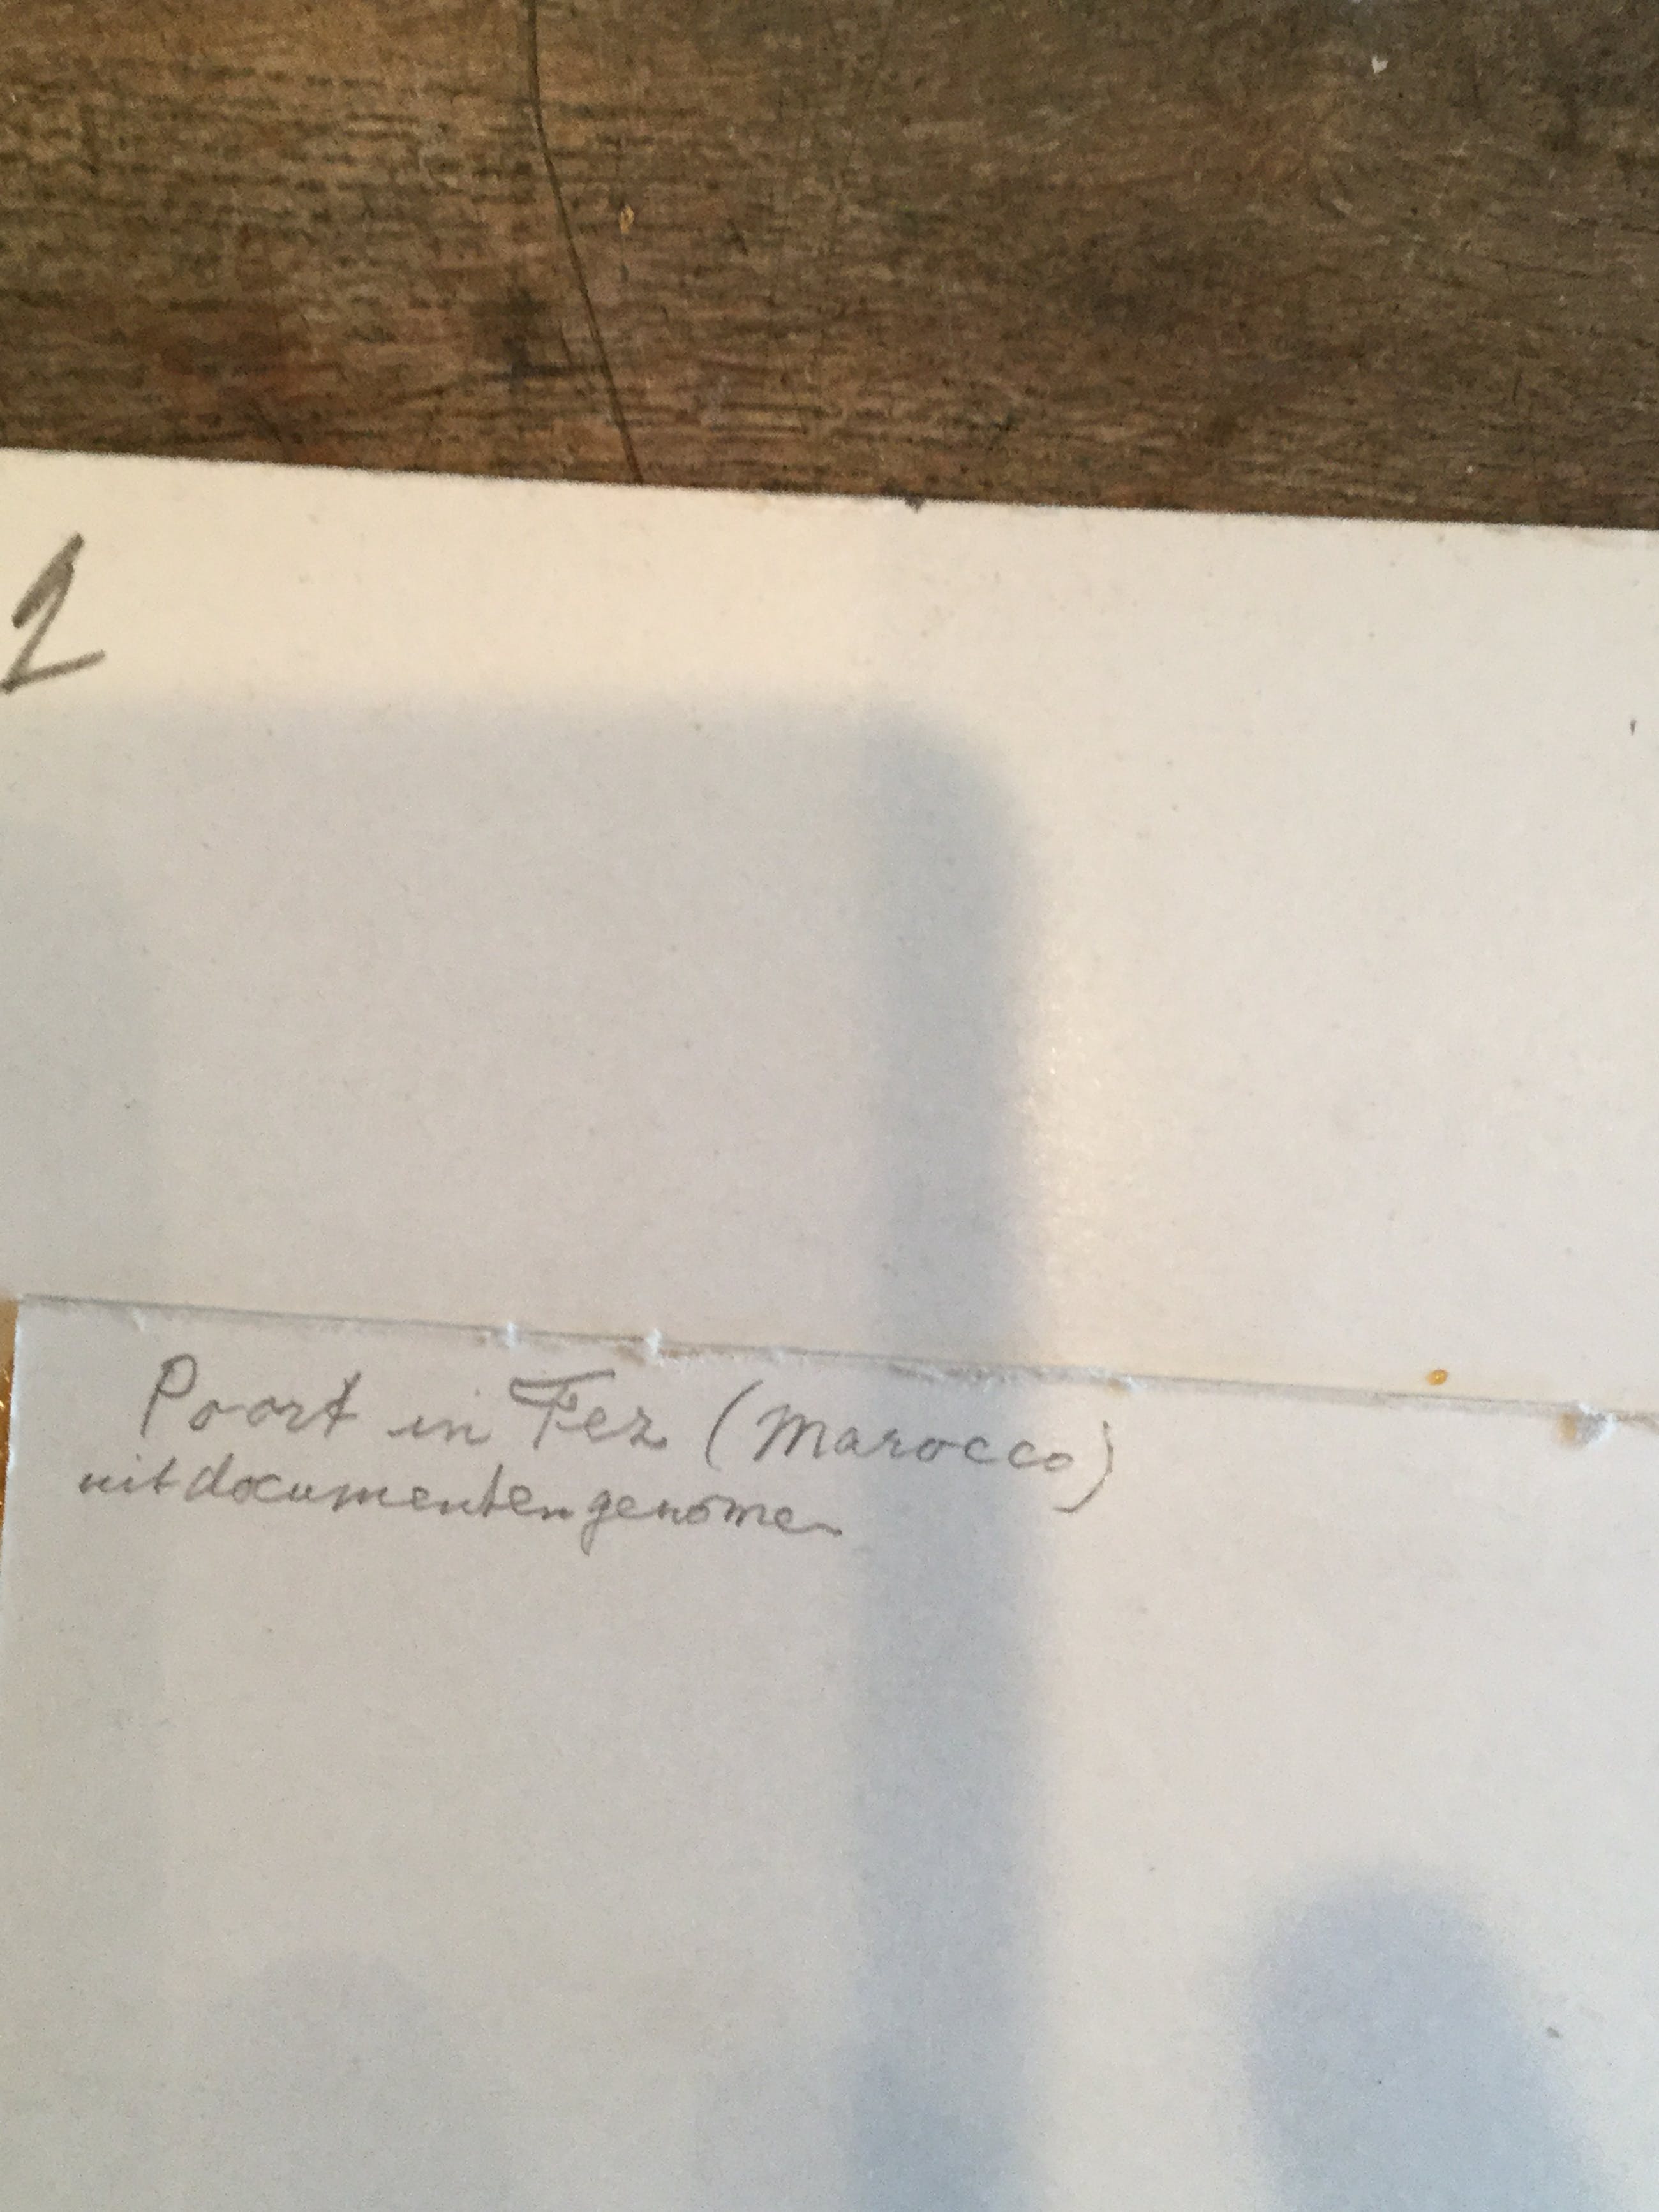 2
Poort in Fez (Marocco)
uit documenten genomen